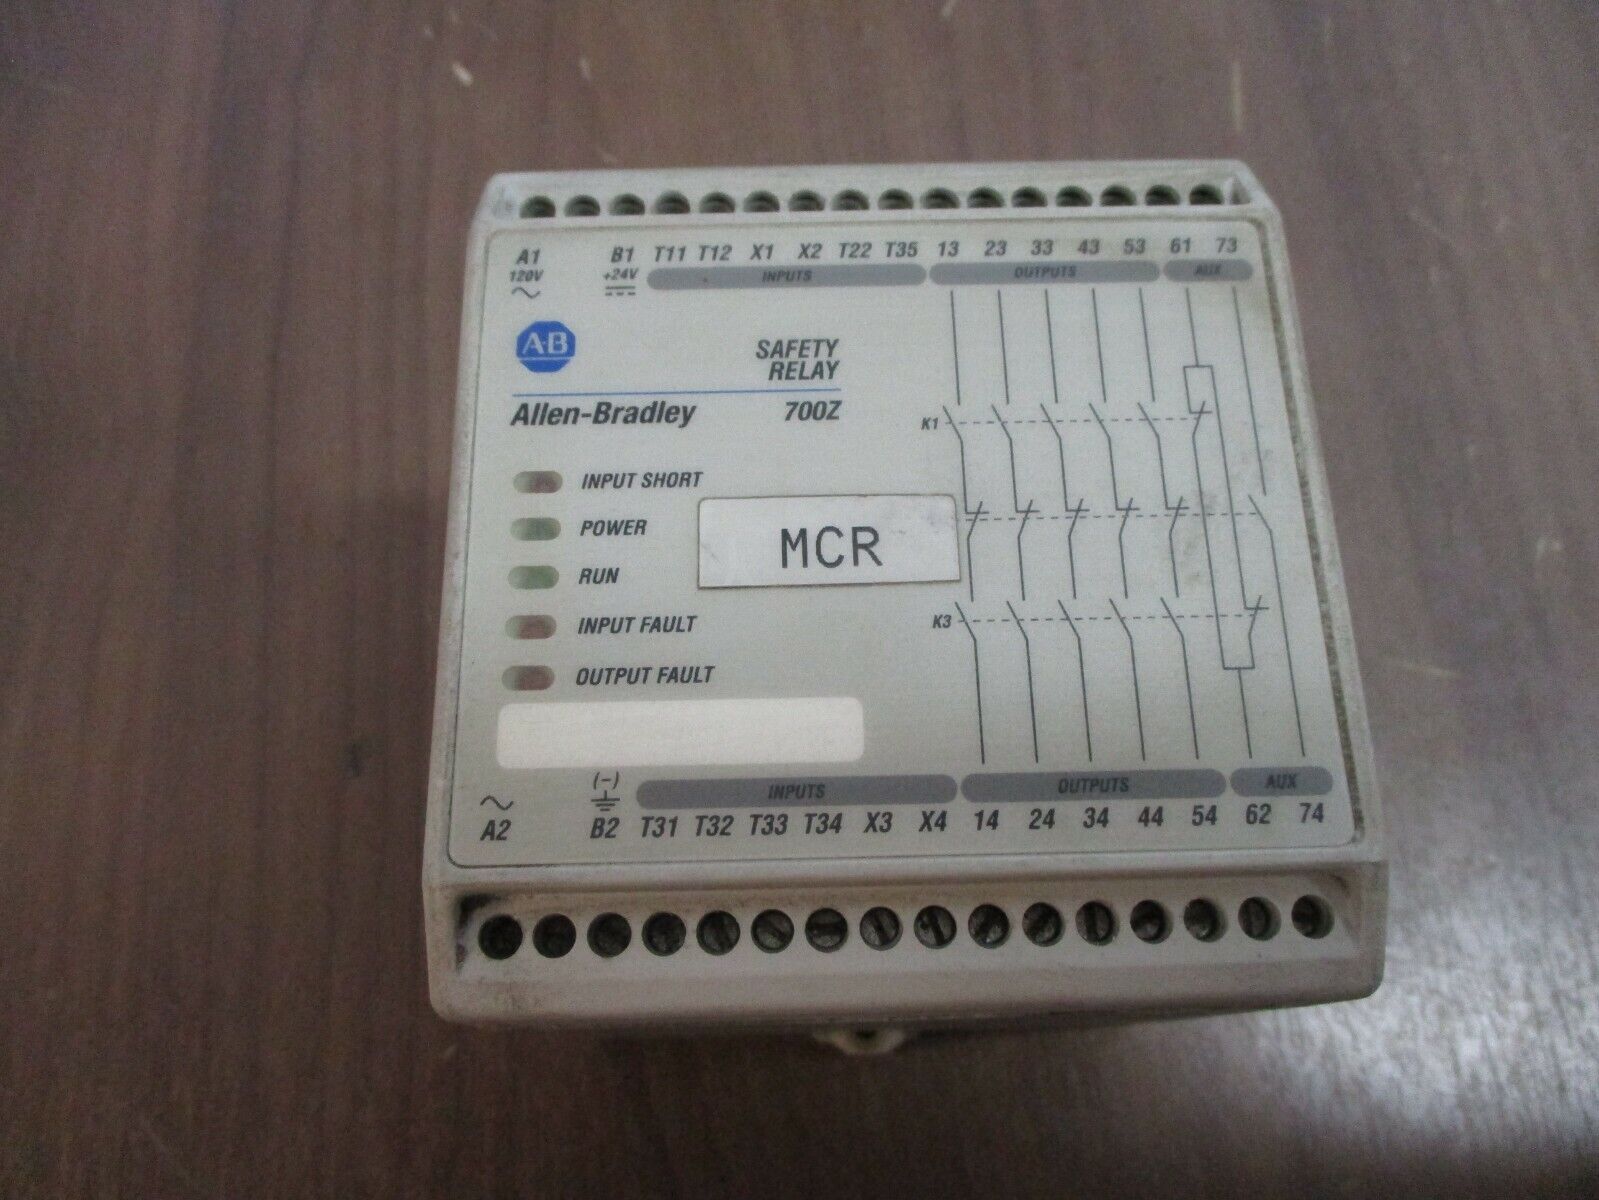 A1 B1 T11 T12 X1 X2 T22 T35 13 23 33 43 53 61 73
120V +24V INPUTS OUTPUTS AUX
A-B
SAFETY
RELAY
Allen-Bradley 700Z
K1
INPUT SHORT
POWER
MCR
RUN
INPUT FAULT
K3
OUTPUT FAULT
(-) INPUTS OUTPUTS AUX
A2 B2 T31 T32 T33 T34 X3 X4 14 24 34 44 54 62 74